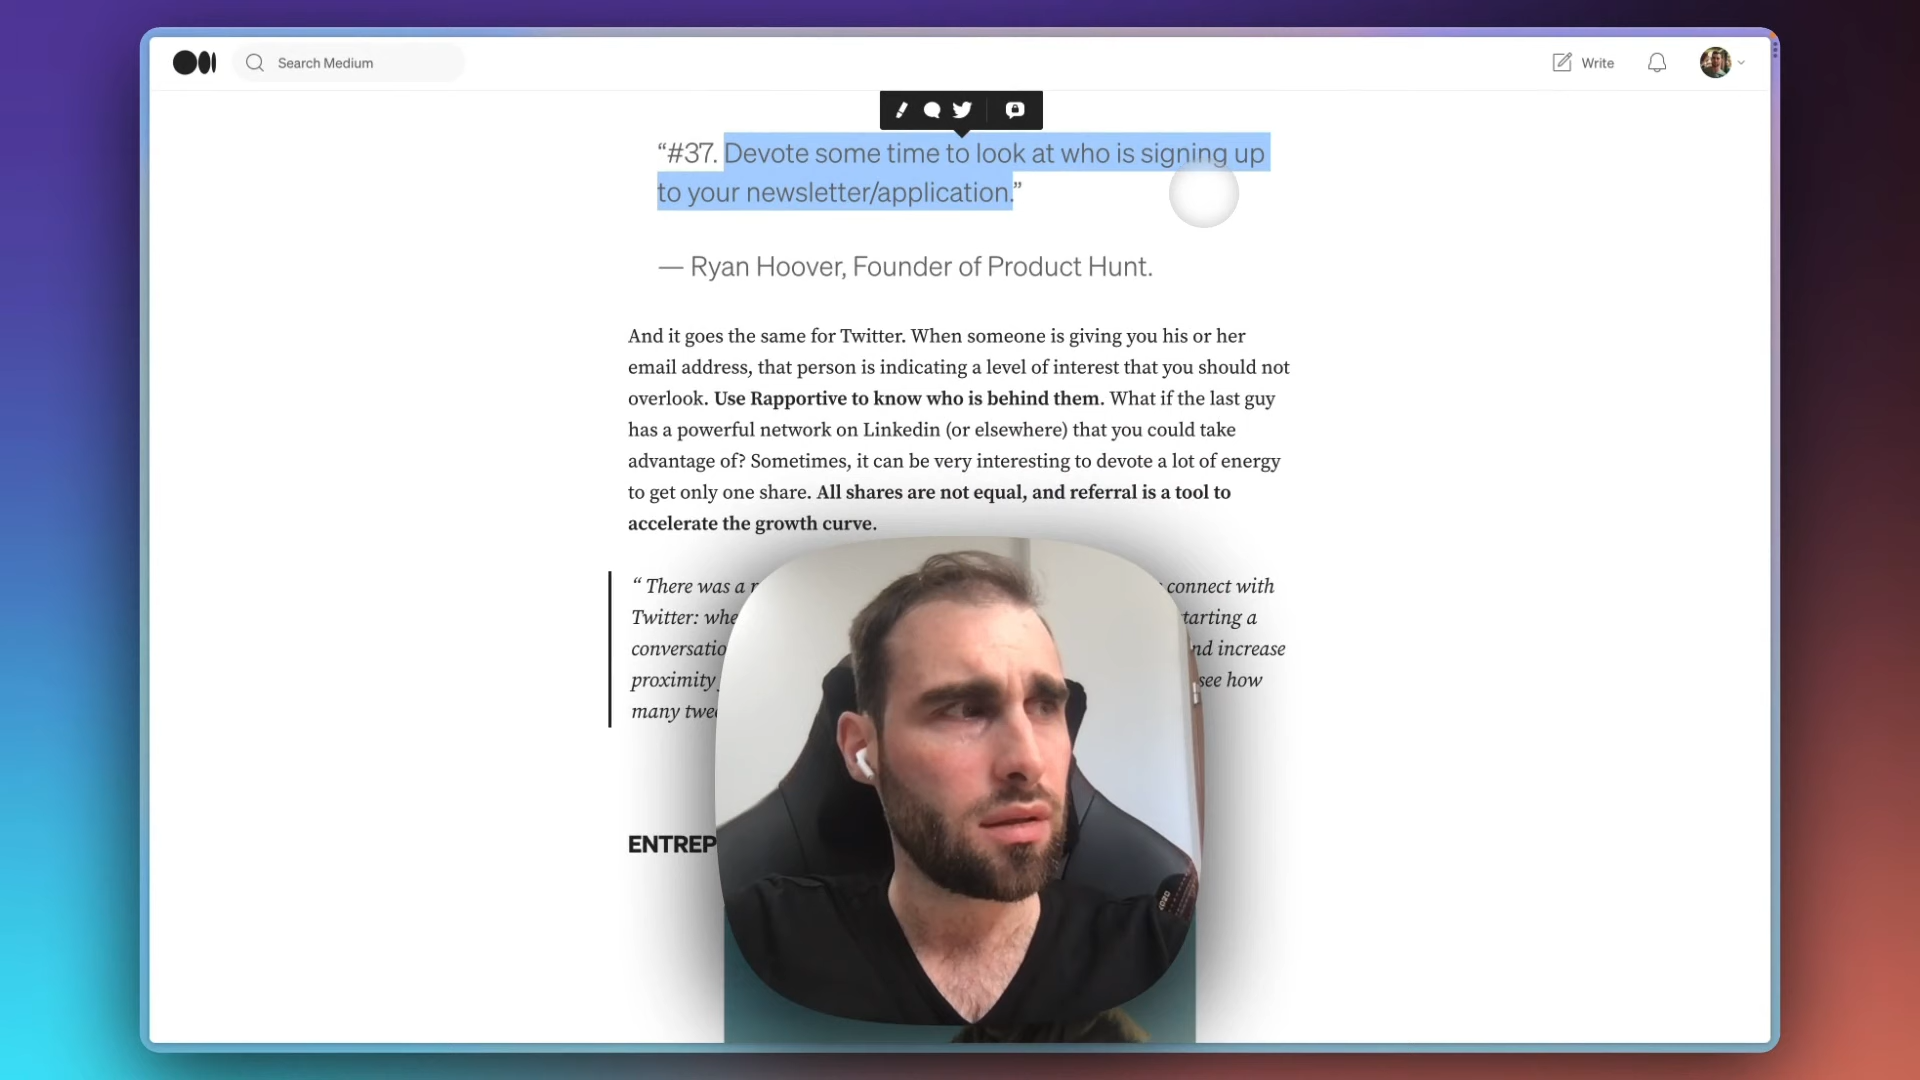 Search Medium
Write
“#37. Devote some time to look at who is signing up
to your newsletter/application.”
— Ryan Hoover, Founder of Product Hunt.
And it goes the same for Twitter. When someone is giving you his or her
email address, that person is indicating a level of interest that you should not
overlook. Use Rapportive to know who is behind them. What if the last guy
has a powerful network on Linkedin (or elsewhere) that you could take
advantage of? Sometimes, it can be very interesting to devote a lot of energy
to get only one share. All shares are not equal, and referral is a tool to
accelerate the growth curve.
“ There was a connect with
Twitter: starting a
and increase
proximity see how
many
2020